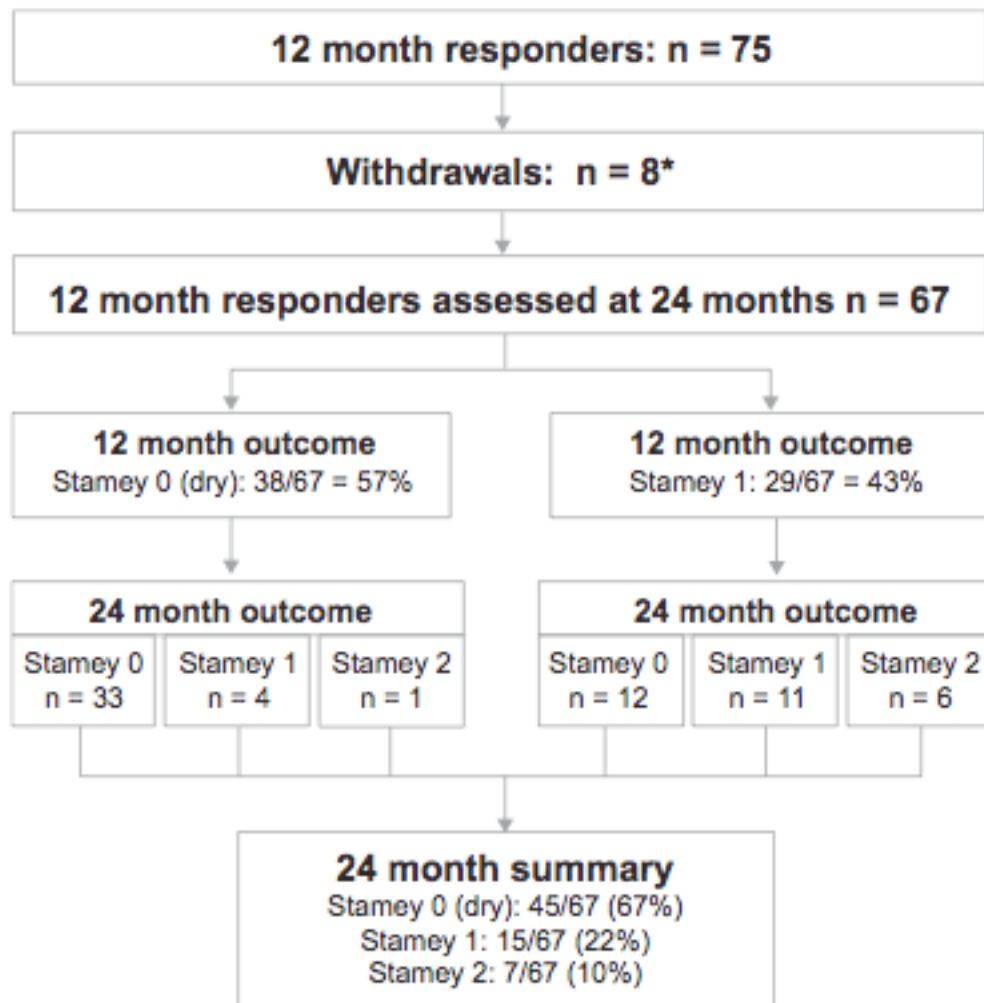 12 month responders: n = 75
Withdrawals: n = 8*
12 month responders assessed at 24 months n = 67
12 month outcome
Stamey 0 (dry): 38/67 = 57%
12 month outcome
Stamey 1: 29/67 = 43%
24 month outcome
Stamey 0
n = 33
Stamey 1
n = 4
Stamey 2
n = 1
24 month outcome
Stamey 0
n = 12
Stamey 1
n = 11
Stamey 2
n = 6
24 month summary
Stamey 0 (dry): 45/67 (67%)
Stamey 1: 15/67 (22%)
Stamey 2: 7/67 (10%)